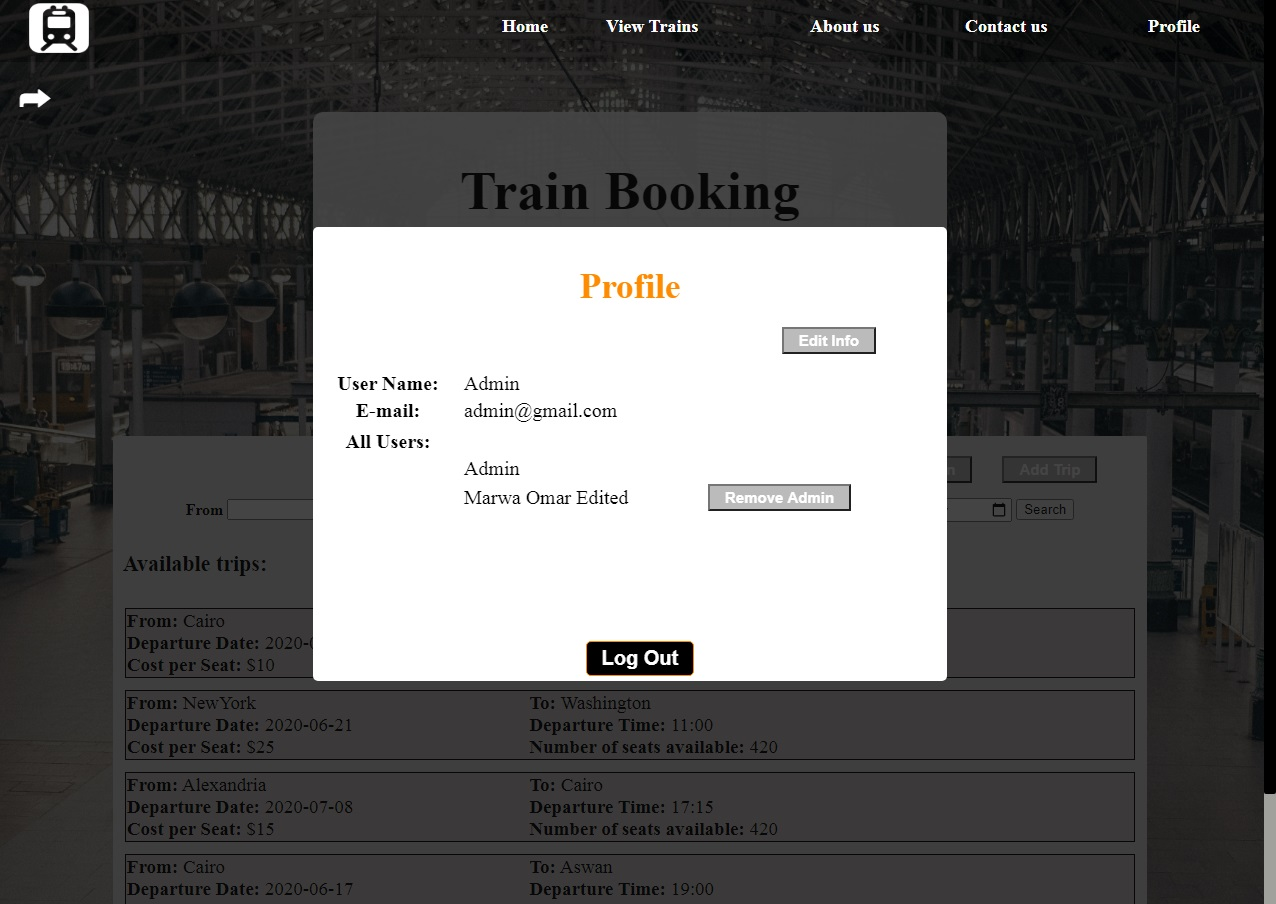 Home View Trains About us Contact us Profile
Train Booking
Profile
Edit Info
User Name: Admin
E-mail: admin@gmail.com
All Users:
Admin
Marwa Omar Edited Remove Admin
Log Out
Add Trip
From Search
Available trips:
From: Cairo
Departure Date:
Cost per Seat: $10
From: NewYork To: Washington
Departure Date: 2020-06-21 Departure Time: 11:00
Cost per Seat: $25 Number of seats available: 420
From: Alexandria To: Cairo
Departure Date: 2020-07-08 Departure Time: 17:15
Cost per Seat: $15 Number of seats available: 420
From: Cairo To: Aswan
Departure Date: 2020-06-17 Departure Time: 19:00